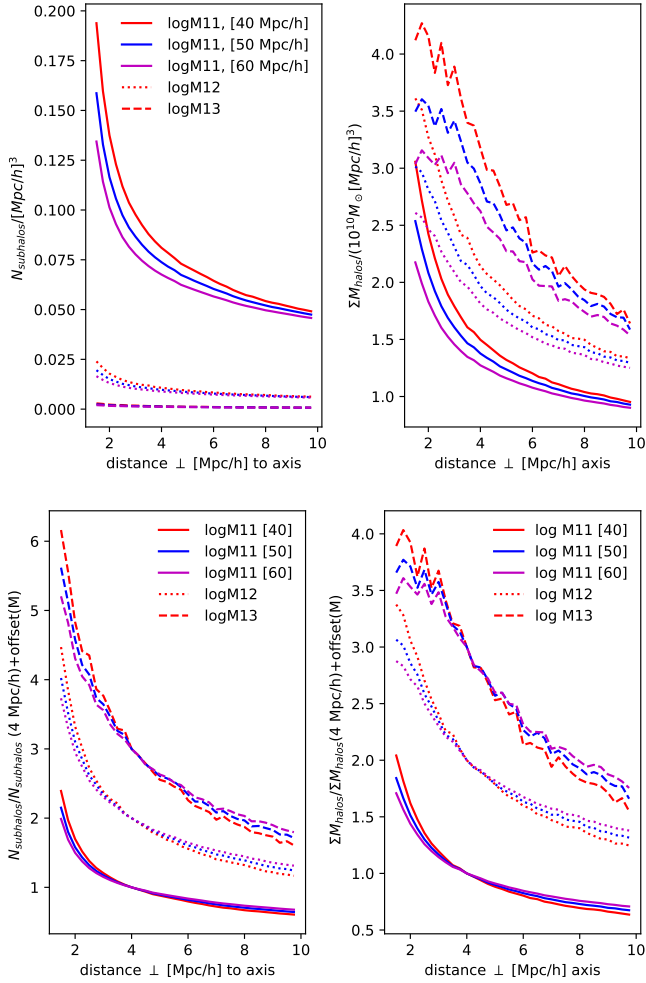 0.200
0.175
0.150
0.125
0.100
0.075
0.050
0.025
0.000
N_subhalos/[Mpc/h]^3
logM11, [40 Mpc/h]
logM11, [50 Mpc/h]
logM11, [60 Mpc/h]
logM12
logM13
2 4 6 8 10
distance ⊥ [Mpc/h] to axis
4.0
3.5
3.0
2.5
2.0
1.5
1.0
ΣM_halos/(10^10 M_⊙ [Mpc/h]^3)
2 4 6 8 10
distance ⊥ [Mpc/h] axis
6
5
4
3
2
1
N_subhalos/N_subhalos (4 Mpc/h)+offset(M)
logM11 [40]
logM11 [50]
logM11 [60]
logM12
logM13
2 4 6 8 10
distance ⊥ [Mpc/h] to axis
4.0
3.5
3.0
2.5
2.0
1.5
1.0
0.5
ΣM_halos/ΣM_halos(4 Mpc/h)+offset(M)
log M11 [40]
log M11 [50]
log M11 [60]
log M12
log M13
2 4 6 8 10
distance ⊥ [Mpc/h] axis